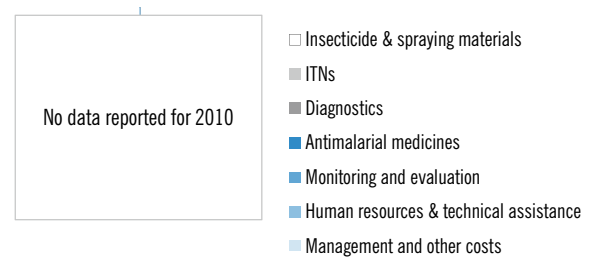 No data reported for 2010
Insecticide & spraying materials
ITNs
Diagnostics
Antimalarial medicines
Monitoring and evaluation
Human resources & technical assistance
Management and other costs